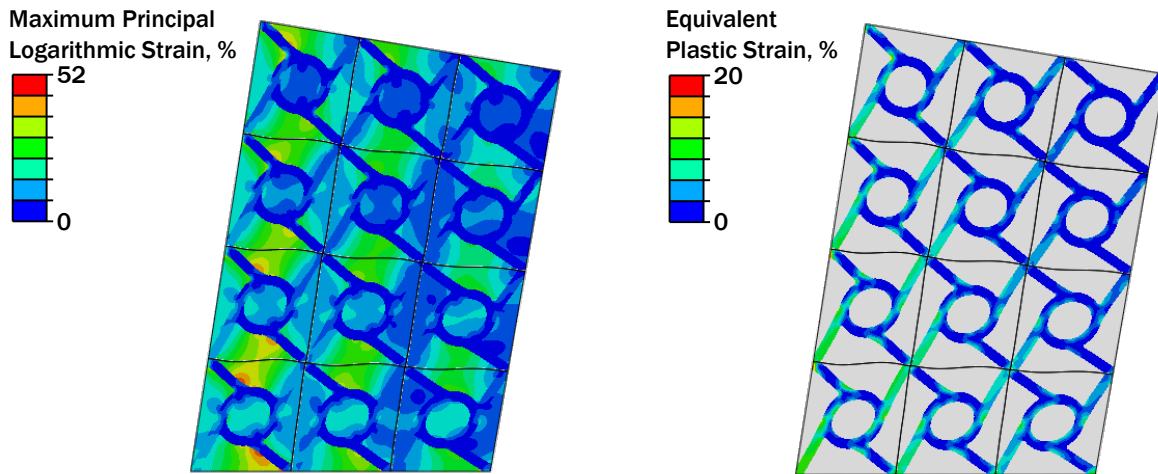 Maximum Principal
Logarithmic Strain, %
52
0
Equivalent
Plastic Strain, %
20
0